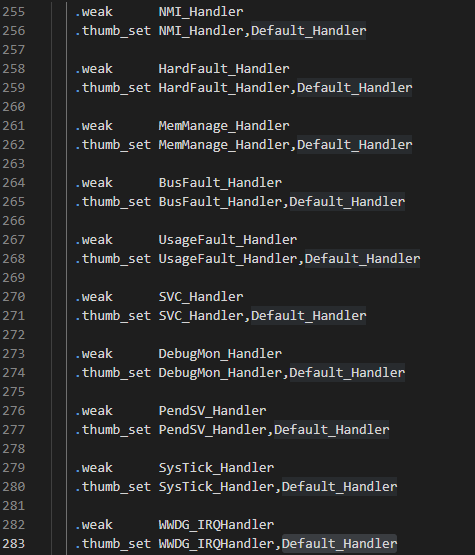 255 .weak NMI_Handler
256 .thumb_set NMI_Handler,Default_Handler
257
258 .weak HardFault_Handler
259 .thumb_set HardFault_Handler,Default_Handler
260
261 .weak MemManage_Handler
262 .thumb_set MemManage_Handler,Default_Handler
263
264 .weak BusFault_Handler
265 .thumb_set BusFault_Handler,Default_Handler
266
267 .weak UsageFault_Handler
268 .thumb_set UsageFault_Handler,Default_Handler
269
270 .weak SVC_Handler
271 .thumb_set SVC_Handler,Default_Handler
272
273 .weak DebugMon_Handler
274 .thumb_set DebugMon_Handler,Default_Handler
275
276 .weak PendSV_Handler
277 .thumb_set PendSV_Handler,Default_Handler
278
279 .weak SysTick_Handler
280 .thumb_set SysTick_Handler,Default_Handler
281
282 .weak WWDG_IRQHandler
283 .thumb_set WWDG_IRQHandler,Default_Handler